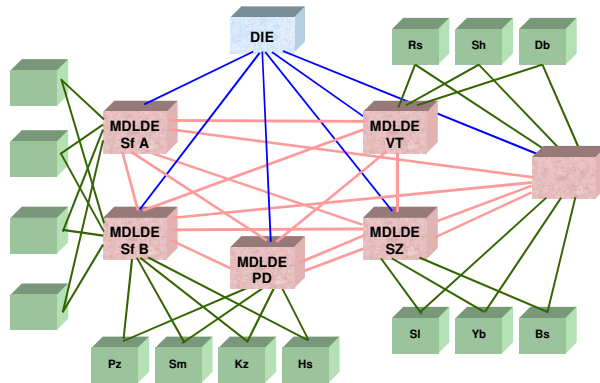 DIE
Rs
Sh
Db
MDLDE
Sf A
MDLDE
VT
MDLDE
Sf B
MDLDE
PD
MDLDE
SZ
Sl
Yb
Bs
Pz
Sm
Kz
Hs